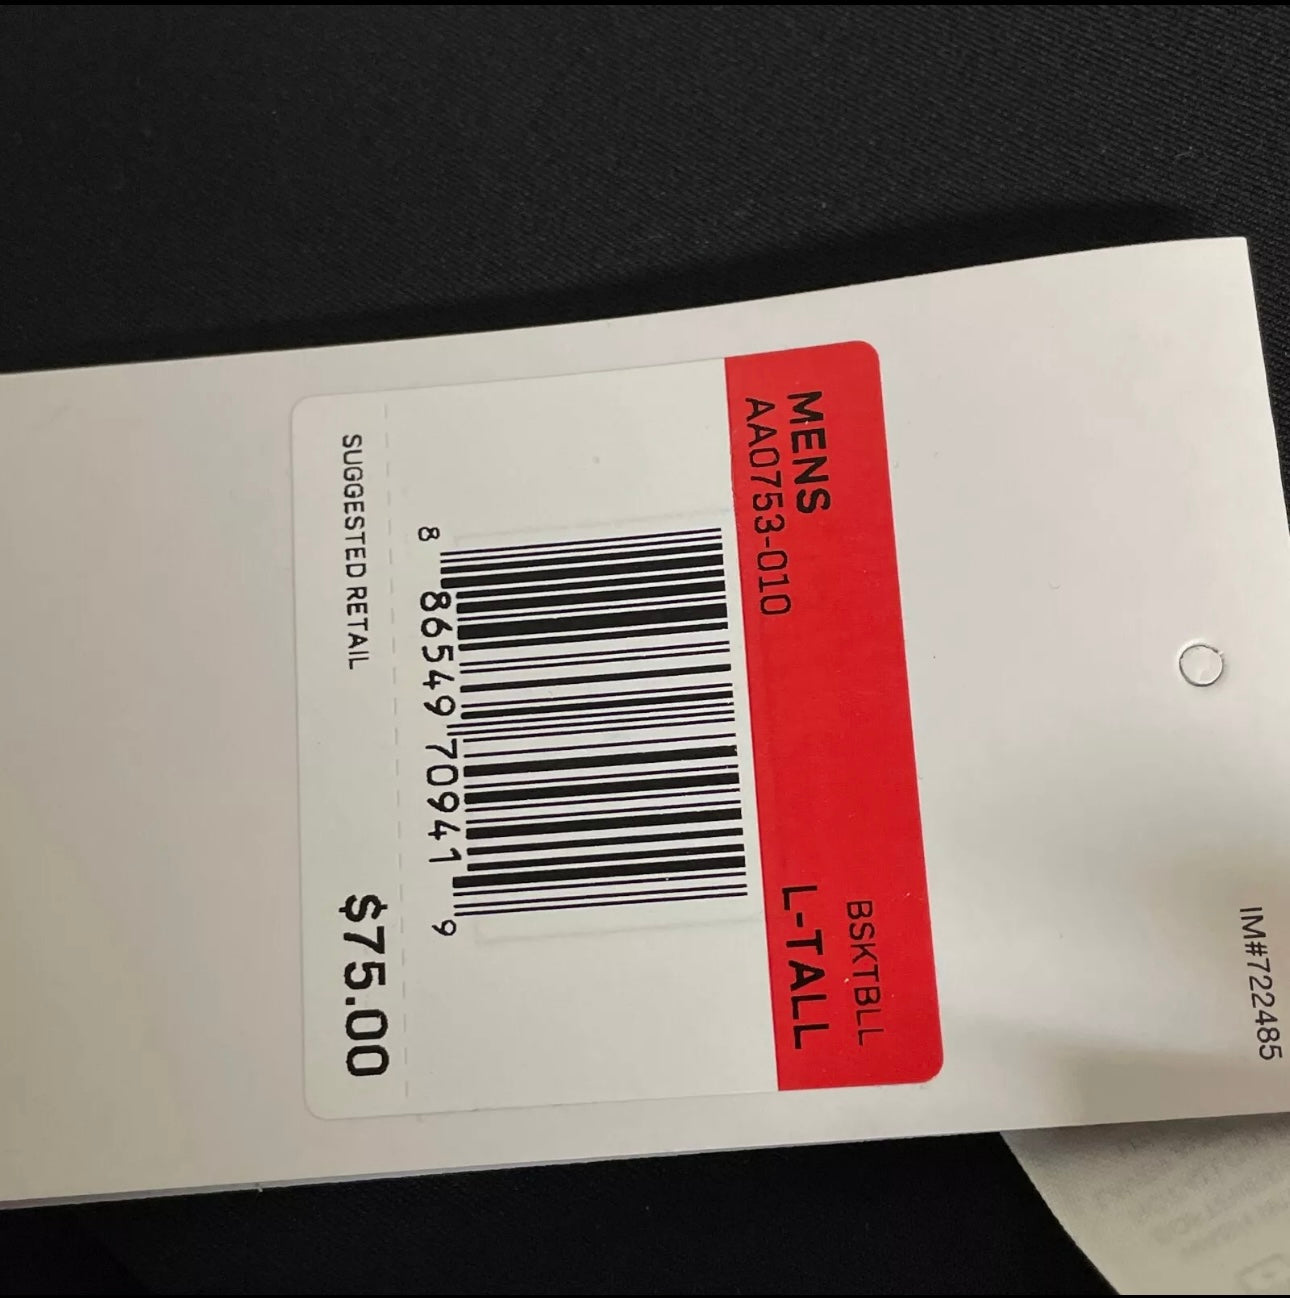 IM#722485
MENS
BSKTBLL
AA0753-010
L-TALL
8 86549 70941 9
SUGGESTED RETAIL
$75.00